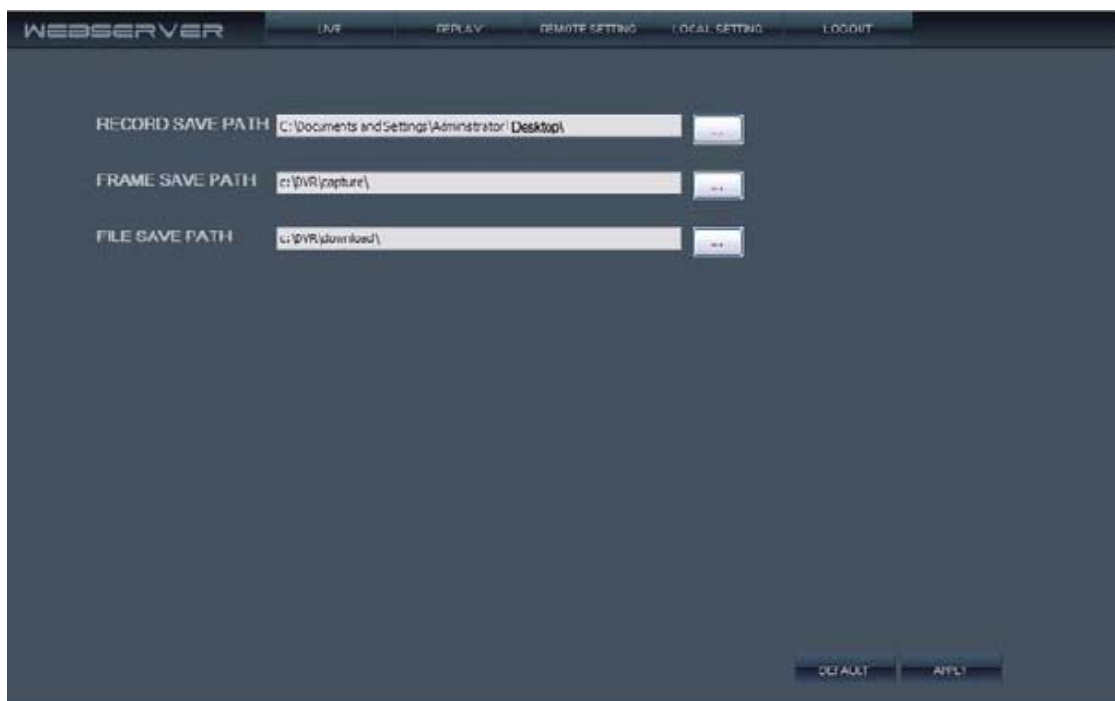 WEBSERVER LIVE REPLAY REMOTE SETTING LOCAL SETTING LOGOUT
RECORD SAVE PATH C:\Documents and Settings\Adminstrator\Desktop\ ...
FRAME SAVE PATH c:\DVR\capture\ ...
FILE SAVE PATH c:\DVR\download\ ...
DEFAULT APPLY